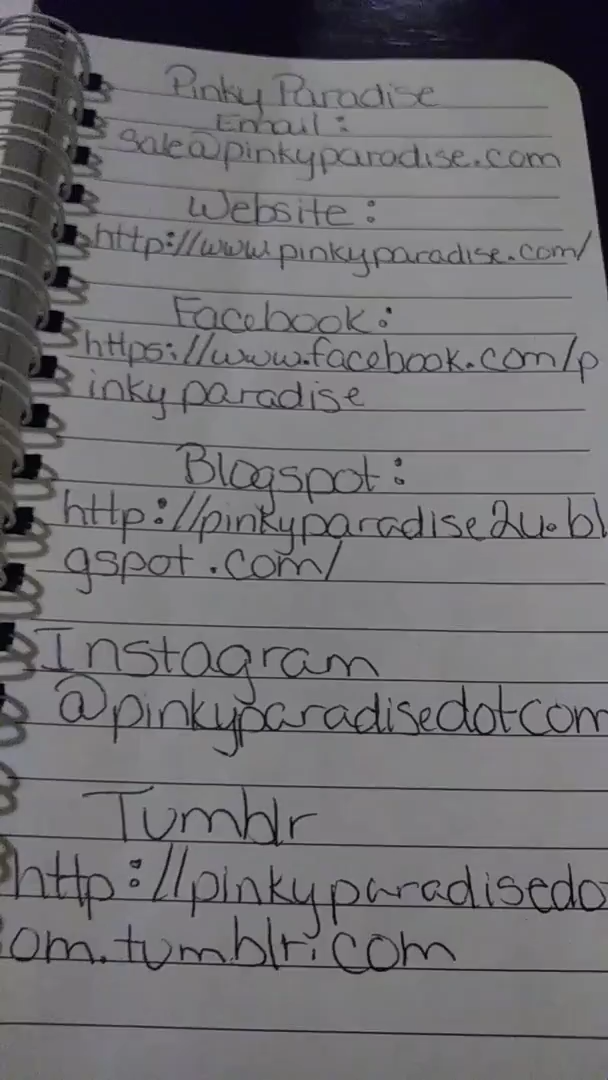 Pinky Paradise
Email:
Sale@pinkyparadise.com
Website:
http://www.pinkyparadise.com/
Facebook:
https://www.facebook.com/p
inkyparadise
Blogspot:
http://pinkyparadise2u.bl
gspot.com/
Instagram
@pinkyparadisedotcom
Tumblr
http://pinkyparadisedo
om.tumblr.com